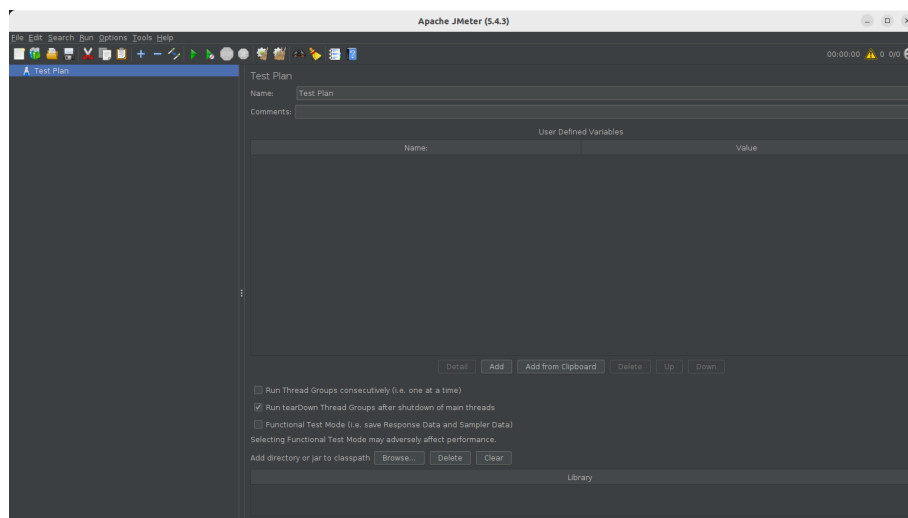 Apache JMeter (5.4.3)
File Edit Search Run Options Tools Help
00:00:00 0 0/0
Test Plan
Test Plan
Name: Test Plan
Comments:
User Defined Variables
Name: Value
Detail Add Add from Clipboard Delete Up Down
Run Thread Groups consecutively (i.e. one at a time)
Run tearDown Thread Groups after shutdown of main threads
Functional Test Mode (i.e. save Response Data and Sampler Data)
Selecting Functional Test Mode may adversely affect performance.
Add directory or jar to classpath Browse... Delete Clear
Library